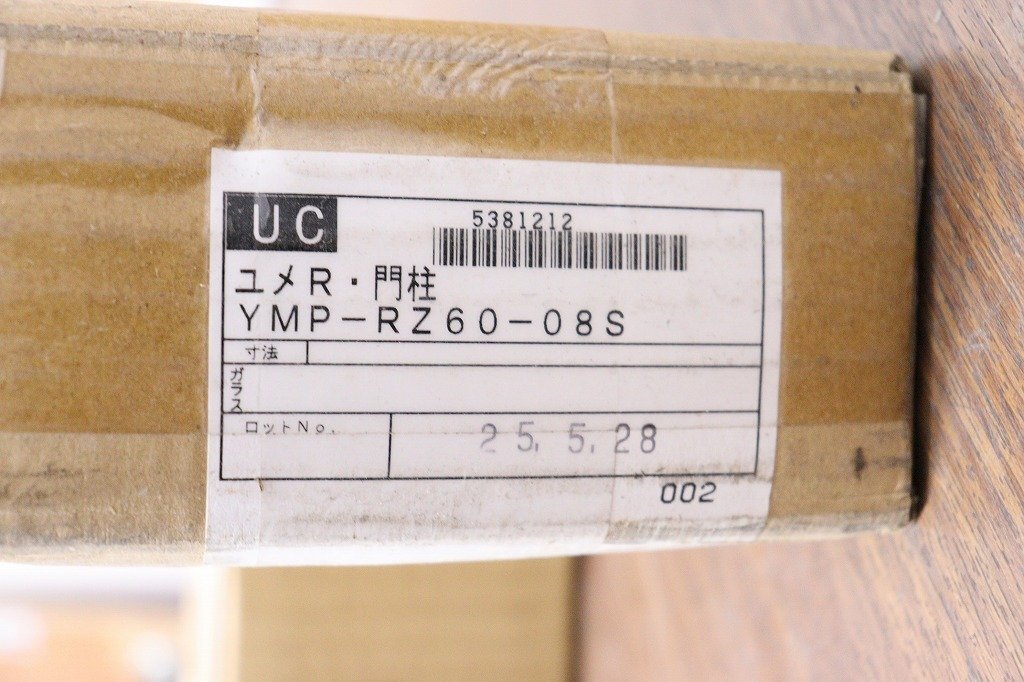 UC
5381212
ユメR・門柱
YMP-RZ60-08S
寸法
ガラス
ロットNo.
25.5.28
002